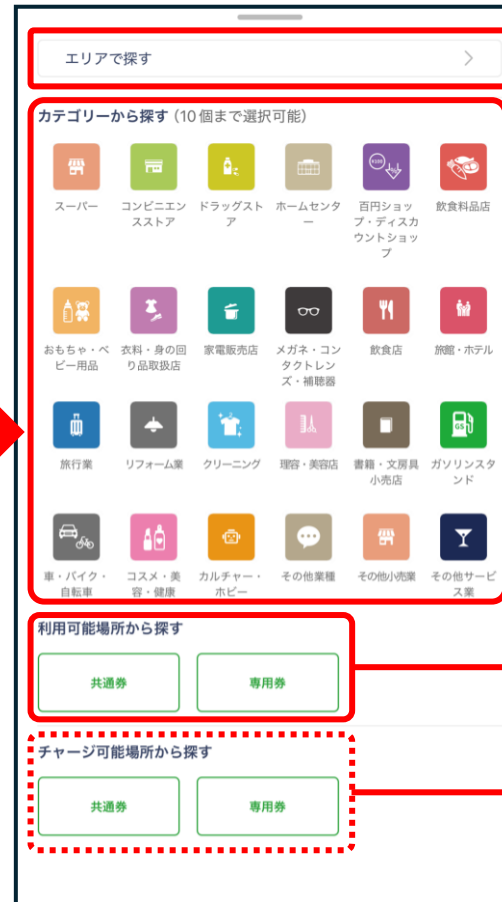 エリアで探す
カテゴリーから探す (10個まで選択可能)
スーパー
コンビニエン
スストア
ドラッグスト
ア
ホームセンタ
ー
百円ショッ
プ・ディスカ
ウントショッ
プ
飲食料品店
おもちゃ・ベ
ビー用品
衣料・身の回
り品取扱店
家電販売店
メガネ・コン
タクトレン
ズ・補聴器
飲食店
旅館・ホテル
旅行業
リフォーム業
クリーニング
理容・美容店
書籍・文房具
小売店
GS
ガソリンスタ
ンド
車・バイク・
自転車
コスメ・美
容・健康
カルチャー・
ホビー
その他業種
その他小売業
その他サービ
ス業
利用可能場所から探す
共通券 専用券
チャージ可能場所から探す
共通券 専用券